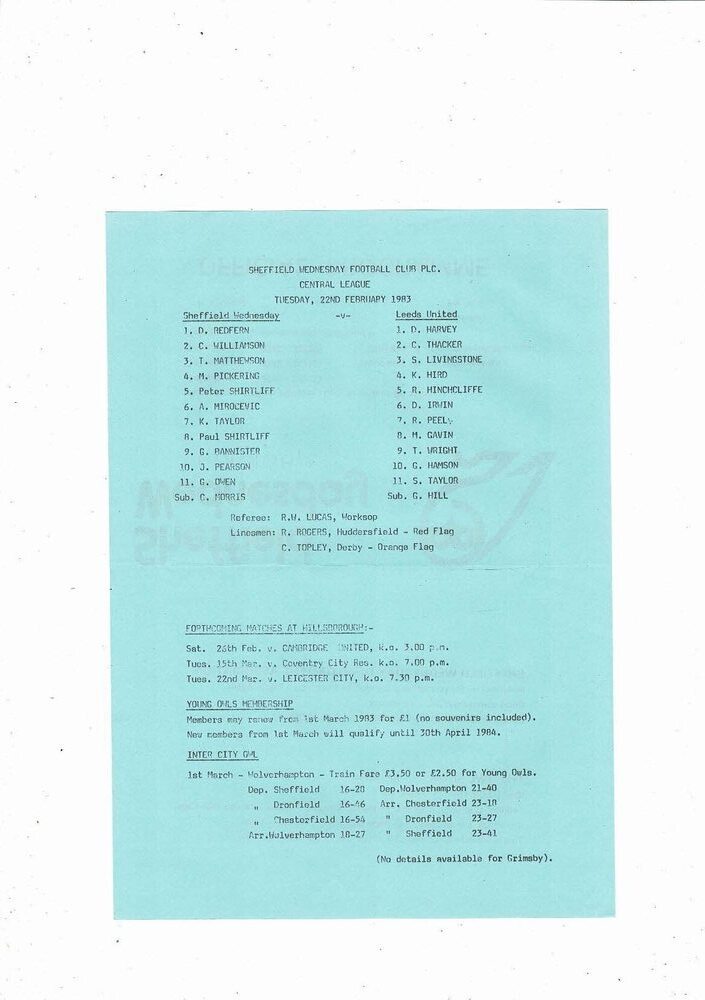 SHEFFIELD WEDNESDAY FOOTBALL CLUB PLC.
CENTRAL LEAGUE
TUESDAY, 22ND FEBRUARY 1983
Sheffield Wednesday -v- Leeds United
1. D. REDFERN 1. D. HARVEY
2. C. WILLIAMSON 2. C. THACKER
3. T. MATTHEWSON 3. S. LIVINGSTONE
4. M. PICKERING 4. K. HIRD
5. Peter SHIRTLIFF 5. R. HINCHCLIFFE
6. A. MIROCEVIC 6. D. IRWIN
7. K. TAYLOR 7. R. PEEL
8. Paul SHIRTLIFF 8. M. GAVIN
9. G. BANNISTER 9. T. WRIGHT
10. J. PEARSON 10. G. HAMSON
11. G. OWEN 11. S. TAYLOR
Sub. C. MORRIS Sub. G. HILL
Referee: R.W. LUCAS, Worksop
Linesmen: R. ROGERS, Huddersfield - Red Flag
C. TOPLEY, Derby - Orange Flag
FORTHCOMING MATCHES AT HILLSBOROUGH:-
Sat. 26th Feb. v. CAMBRIDGE UNITED, k.o. 3.00 p.m.
Tues. 15th Mar. v. Coventry City Res. k.o. 7.00 p.m.
Tues. 22nd Mar. v. LEICESTER CITY, k.o. 7.30 p.m.
YOUNG OWLS MEMBERSHIP
Members may renew from 1st March 1983 for £1 (no souvenirs included).
New members from 1st March will qualify until 30th April 1984.
INTER CITY OWL
1st March - Wolverhampton - Train Fare £3.50 or £2.50 for Young Owls.
Dep. Sheffield 16-28 Dep.Wolverhampton 21-40
" Dronfield 16-46 Arr. Chesterfield 23-18
" Chesterfield 16-54 " Dronfield 23-27
Arr.Wolverhampton 18-27 " Sheffield 23-41
(No details available for Grimsby).